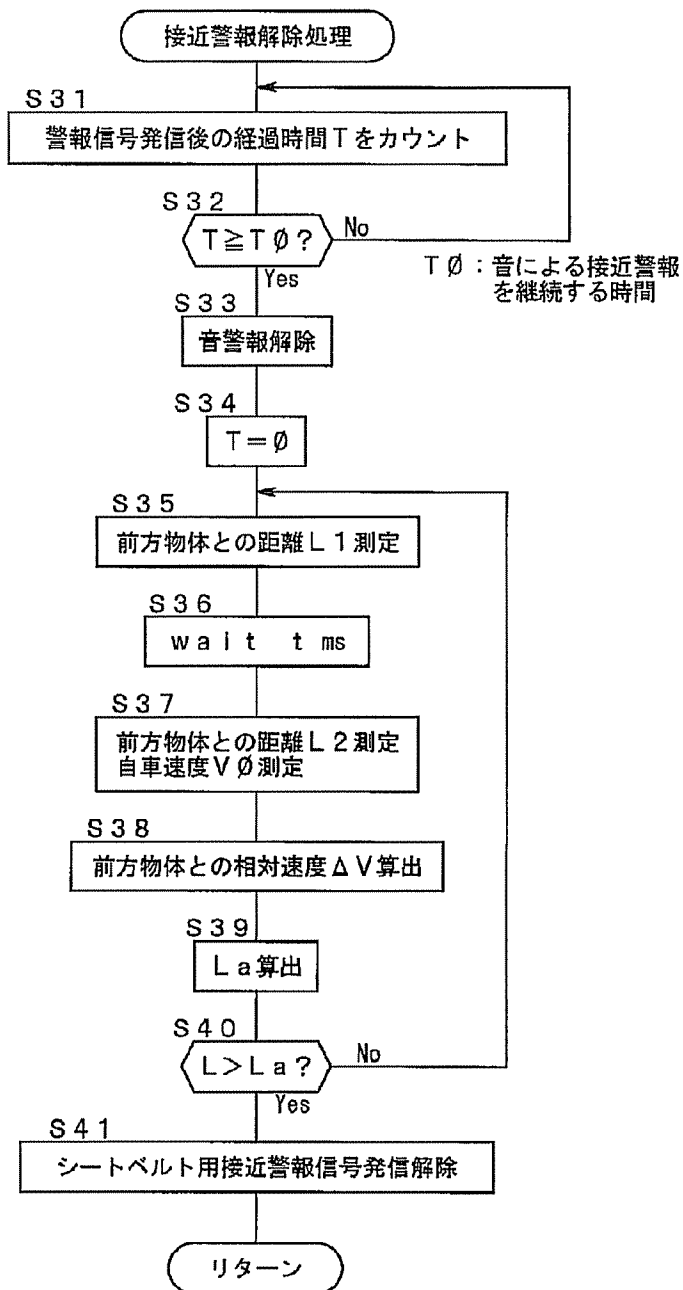 接近警報解除処理
S31
警報信号発信後の経過時間Tをカウント
S32
T≧TØ?
No
Yes
TØ:音による接近警報
を継続する時間
S33
音警報解除
S34
T=Ø
S35
前方物体との距離L1測定
S36
wait t ms
S37
前方物体との距離L2測定
自車速度VØ測定
S38
前方物体との相対速度ΔV算出
S39
La算出
S40
L>La?
No
Yes
S41
シートベルト用接近警報信号発信解除
リターン